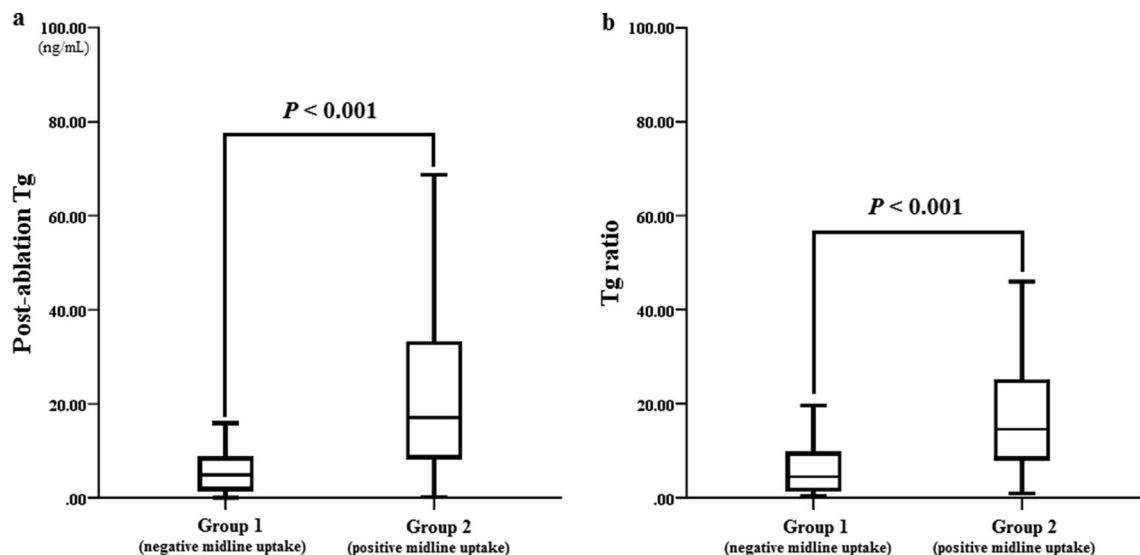 a
100.00
(ng/mL)
80.00
60.00
40.00
20.00
.00
Post-ablation Tg
P < 0.001
Group 1
(negative midline uptake)
Group 2
(positive midline uptake)
b
100.00
80.00
60.00
40.00
20.00
.00
Tg ratio
P < 0.001
Group 1
(negative midline uptake)
Group 2
(positive midline uptake)